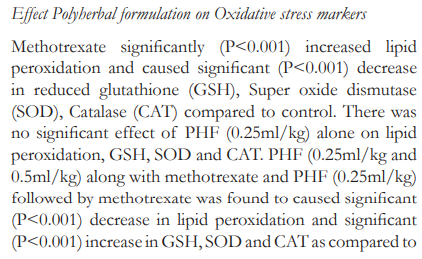 Effect Polyherbal formulation on Oxidative stress markers
Methotrexate significantly (P<0.001) increased lipid
peroxidation and caused significant (P<0.001) decrease
in reduced glutathione (GSH), Super oxide dismutase
(SOD), Catalase (CAT) compared to control. There was
no significant effect of PHF (0.25ml/kg) alone on lipid
peroxidation, GSH, SOD and CAT. PHF (0.25ml/kg and
0.5ml/kg) along with methotrexate and PHF (0.25ml/kg)
followed by methotrexate was found to caused significant
(P<0.001) decrease in lipid peroxidation and significant
(P<0.001) increase in GSH, SOD and CAT as compared to